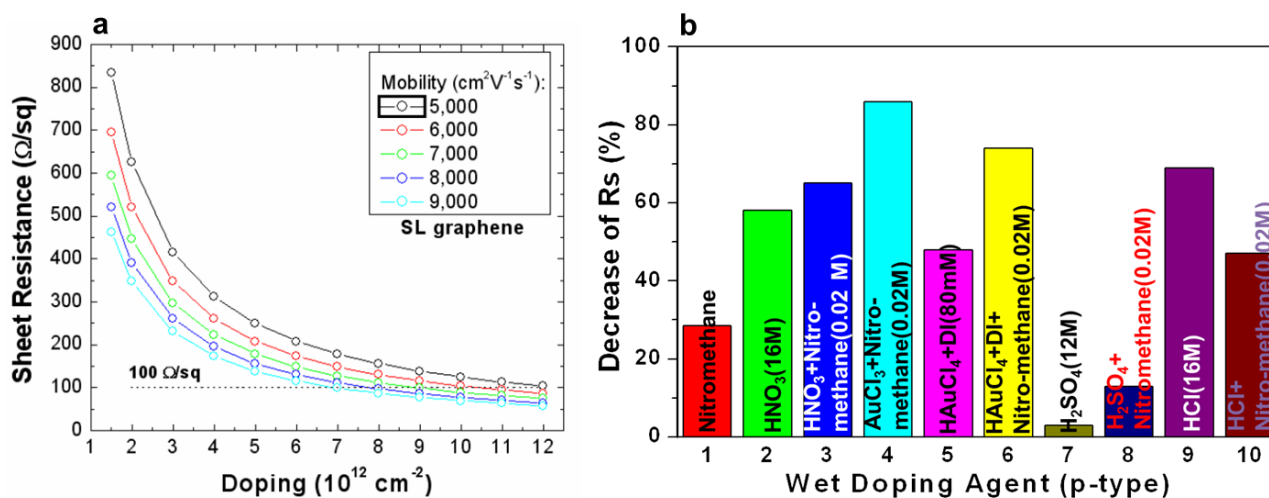 a
900
800
700
600
500
400
300
200
100
0
Sheet Resistance (Ω/sq)
Mobility (cm²V⁻¹s⁻¹):
5,000
6,000
7,000
8,000
9,000
SL graphene
100 Ω/sq
1 2 3 4 5 6 7 8 9 10 11 12
Doping (10¹² cm⁻²)
b
100
80
60
40
20
0
Decrease of Rs (%)
Nitromethane
HNO₃(16M)
HNO₃+Nitro-
methane(0.02 M)
AuCl₃+Nitro-
methane(0.02M)
HAuCl₄+DI(80mM)
HAuCl₄+DI+
Nitro-methane(0.02M)
H₂SO₄(12M)
H₂SO₄+
Nitromethane(0.02M)
HCl(16M)
HCl+
Nitro-methane(0.02M)
1 2 3 4 5 6 7 8 9 10
Wet Doping Agent (p-type)